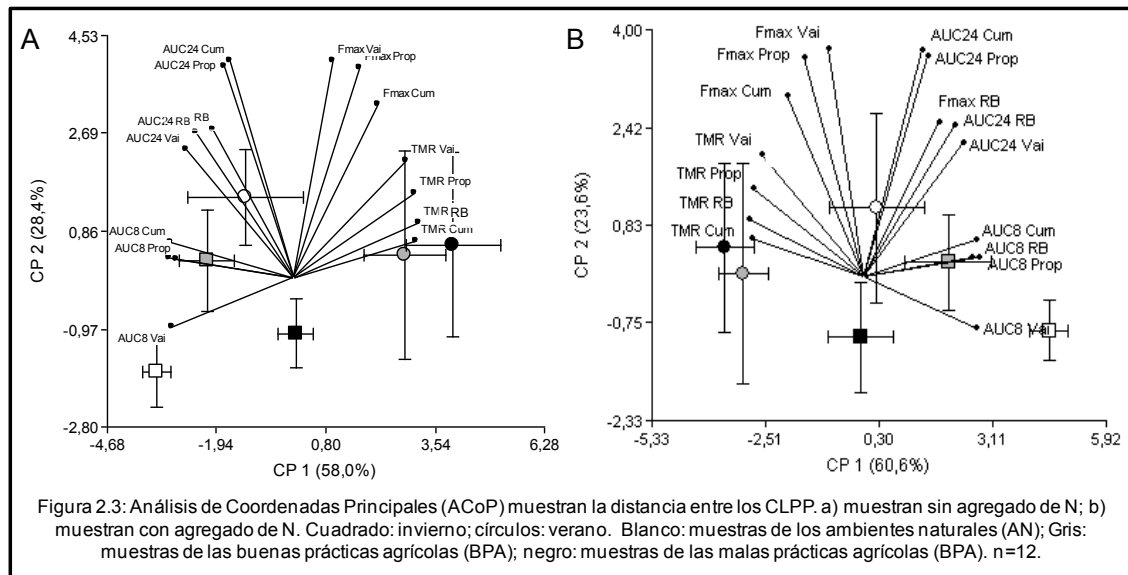 A
4,53
AUC24 Cum
AUC24 Prop
Fmax Vai
Fmax Prop
Fmax Cum
2,69
AUC24 RB RB
AUC24 Vai
TMR Vai
TMR Prop
TMR RB
TMR Cum
CP 2 (28,4%)
0,86
AUC8 Cum
AUC8 Prop
-0,97
AUC8 Vai
-2,80
-4,68 -1,94 0,80 3,54 6,28
CP 1 (58,0%)
B
4,00
Fmax Vai
Fmax Prop
AUC24 Cum
AUC24 Prop
Fmax Cum
Fmax RB
2,42
AUC24 RB
AUC24 Vai
TMR Vai
TMR Prop
TMR RB
TMR Cum
CP 2 (23,6%)
0,83
AUC8 Cum
AUC8 RB
AUC8 Prop
-0,75
AUC8 Vai
-2,33
-5,33 -2,51 0,30 3,11 5,92
CP 1 (60,6%)
Figura 2.3: Análisis de Coordenadas Principales (ACoP) muestran la distancia entre los CLPP. a) muestran sin agregado de N; b)
muestran con agregado de N. Cuadrado: invierno; círculos: verano. Blanco: muestras de los ambientes naturales (AN); Gris:
muestras de las buenas prácticas agrícolas (BPA); negro: muestras de las malas prácticas agrícolas (BPA). n=12.